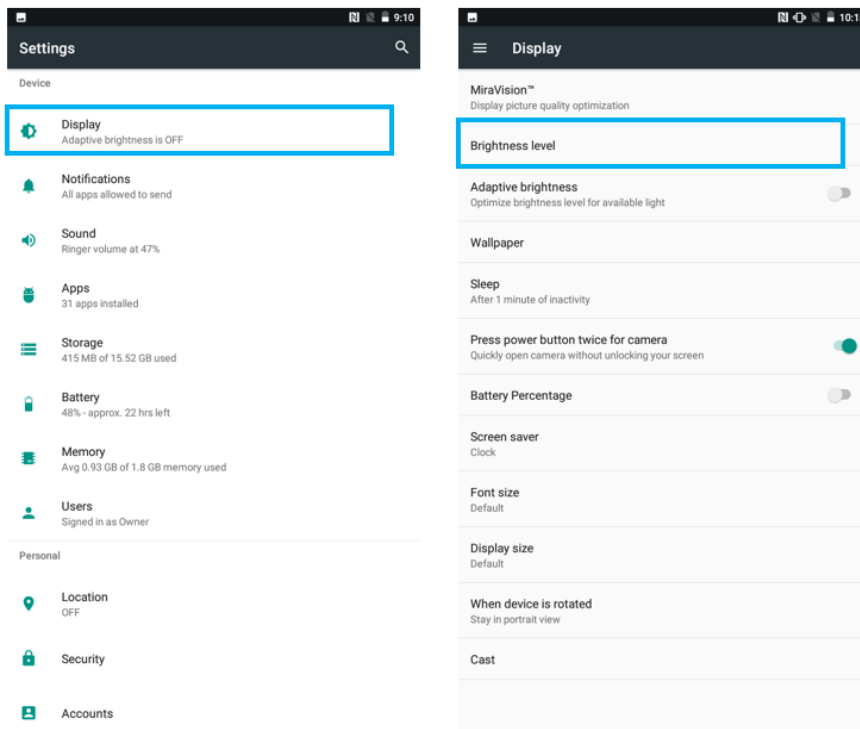 9:10
Settings
Device
Display
Adaptive brightness is OFF
Notifications
All apps allowed to send
Sound
Ringer volume at 47%
Apps
31 apps installed
Storage
415 MB of 15.52 GB used
Battery
48% - approx. 22 hrs left
Memory
Avg 0.93 GB of 1.8 GB memory used
Users
Signed in as Owner
Personal
Location
OFF
Security
Accounts
Display
MiraVision™
Display picture quality optimization
Brightness level
Adaptive brightness
Optimize brightness level for available light
Wallpaper
Sleep
After 1 minute of inactivity
Press power button twice for camera
Quickly open camera without unlocking your screen
Battery Percentage
Screen saver
Clock
Font size
Default
Display size
Default
When device is rotated
Stay in portrait view
Cast